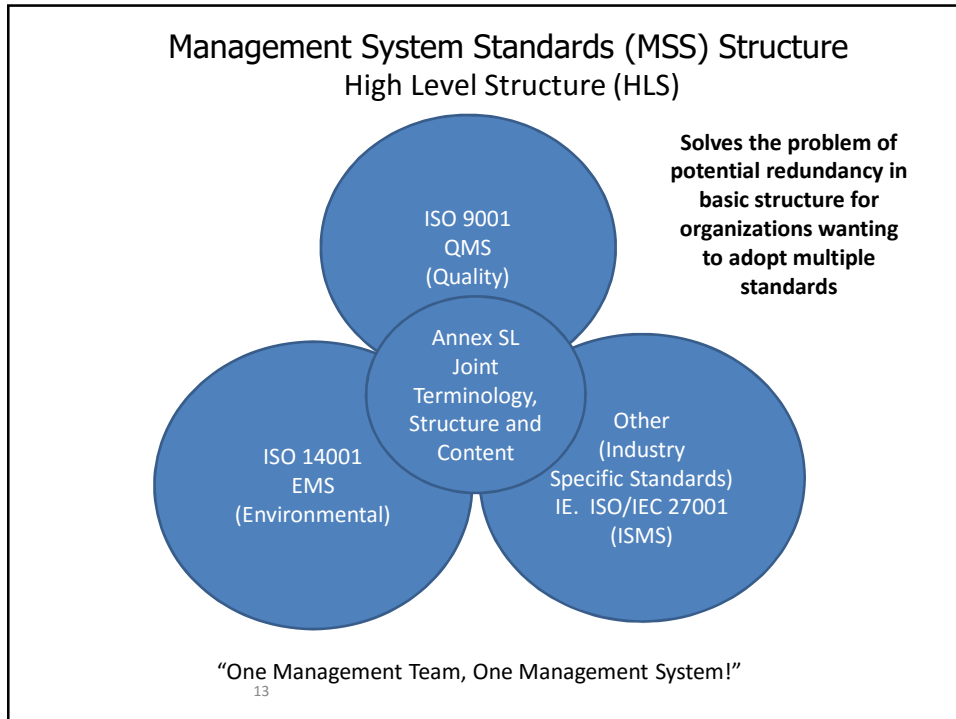 Management System Standards (MSS) Structure
High Level Structure (HLS)
Solves the problem of
potential redundancy in
basic structure for
organizations wanting
to adopt multiple
standards
ISO 9001
QMS
(Quality)
Annex SL
Joint
Terminology,
Structure and
Content
ISO 14001
EMS
(Environmental)
Other
(Industry
Specific Standards)
IE.  ISO/IEC 27001
(ISMS)
“One Management Team, One Management System!”
13